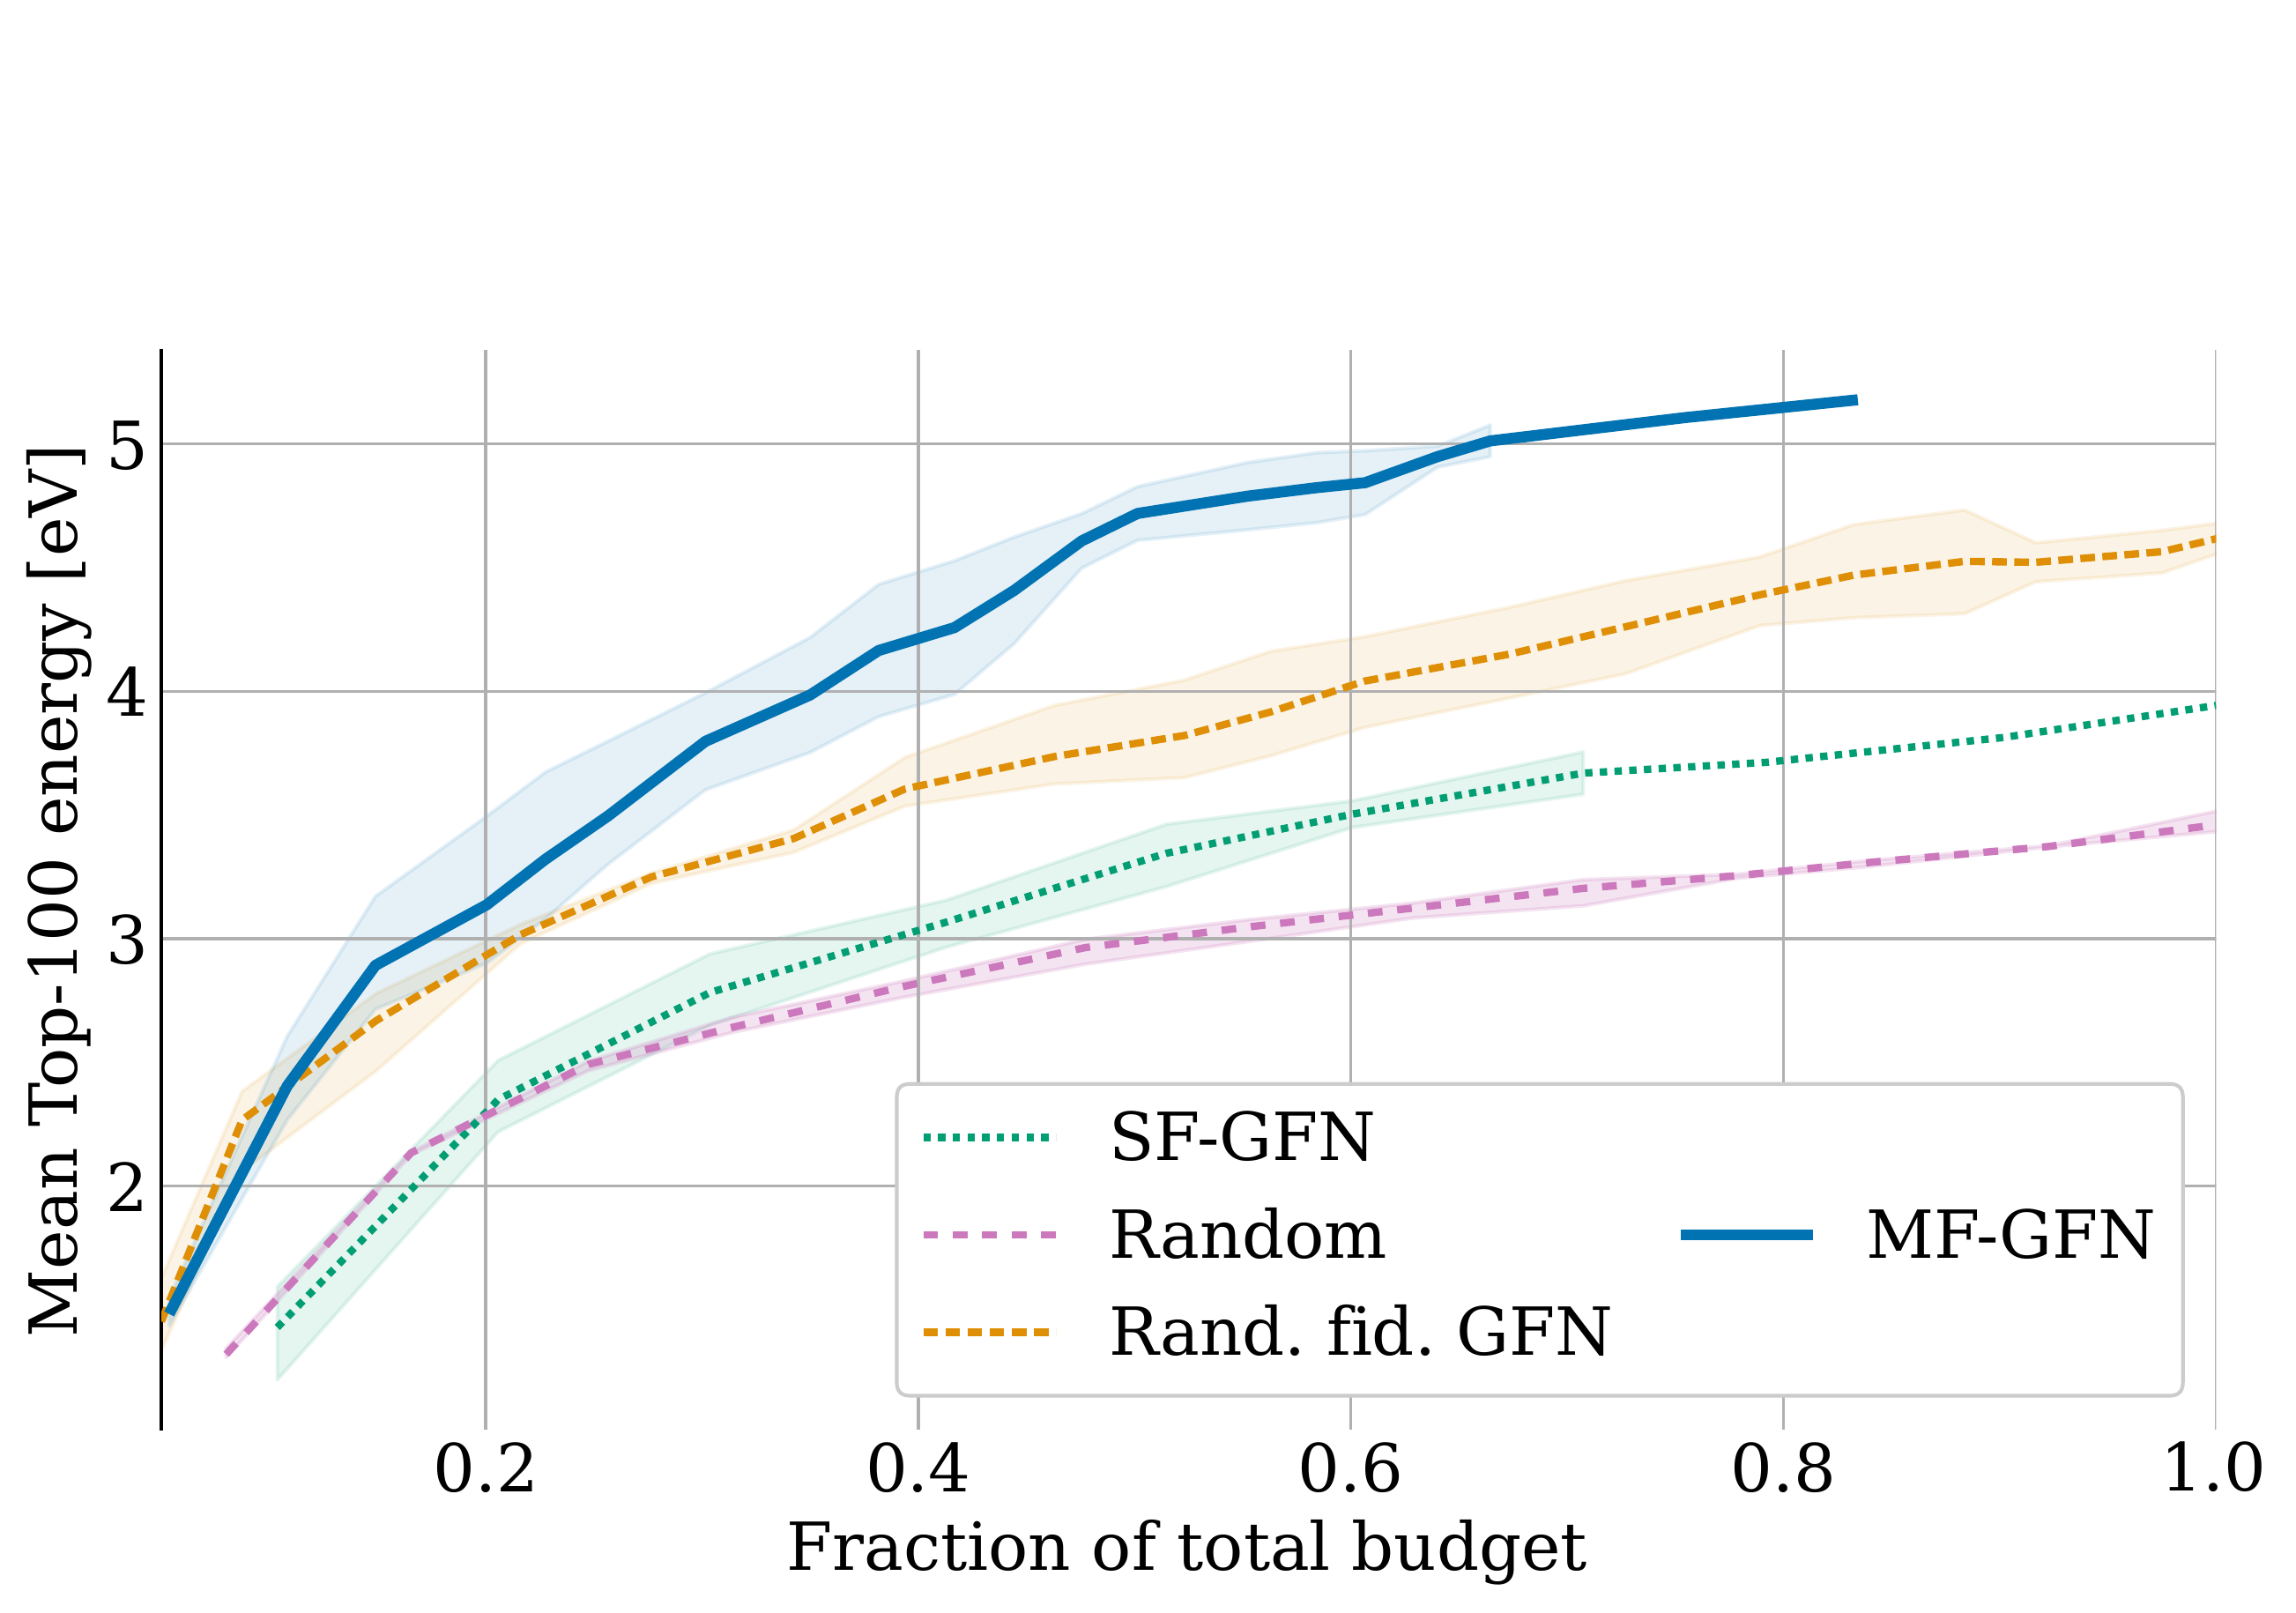 Mean Top-100 energy [eV]
5
4
3
2
SF-GFN
Random
Rand. fid. GFN
MF-GFN
0.2 0.4 0.6 0.8 1.0
Fraction of total budget